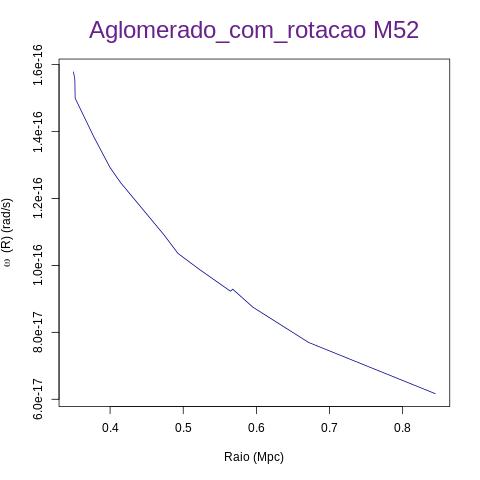 Aglomerado_com_rotacao M52
1.6e-16
1.4e-16
1.2e-16
1.0e-16
8.0e-17
6.0e-17
ω (R) (rad/s)
0.4 0.5 0.6 0.7 0.8
Raio (Mpc)